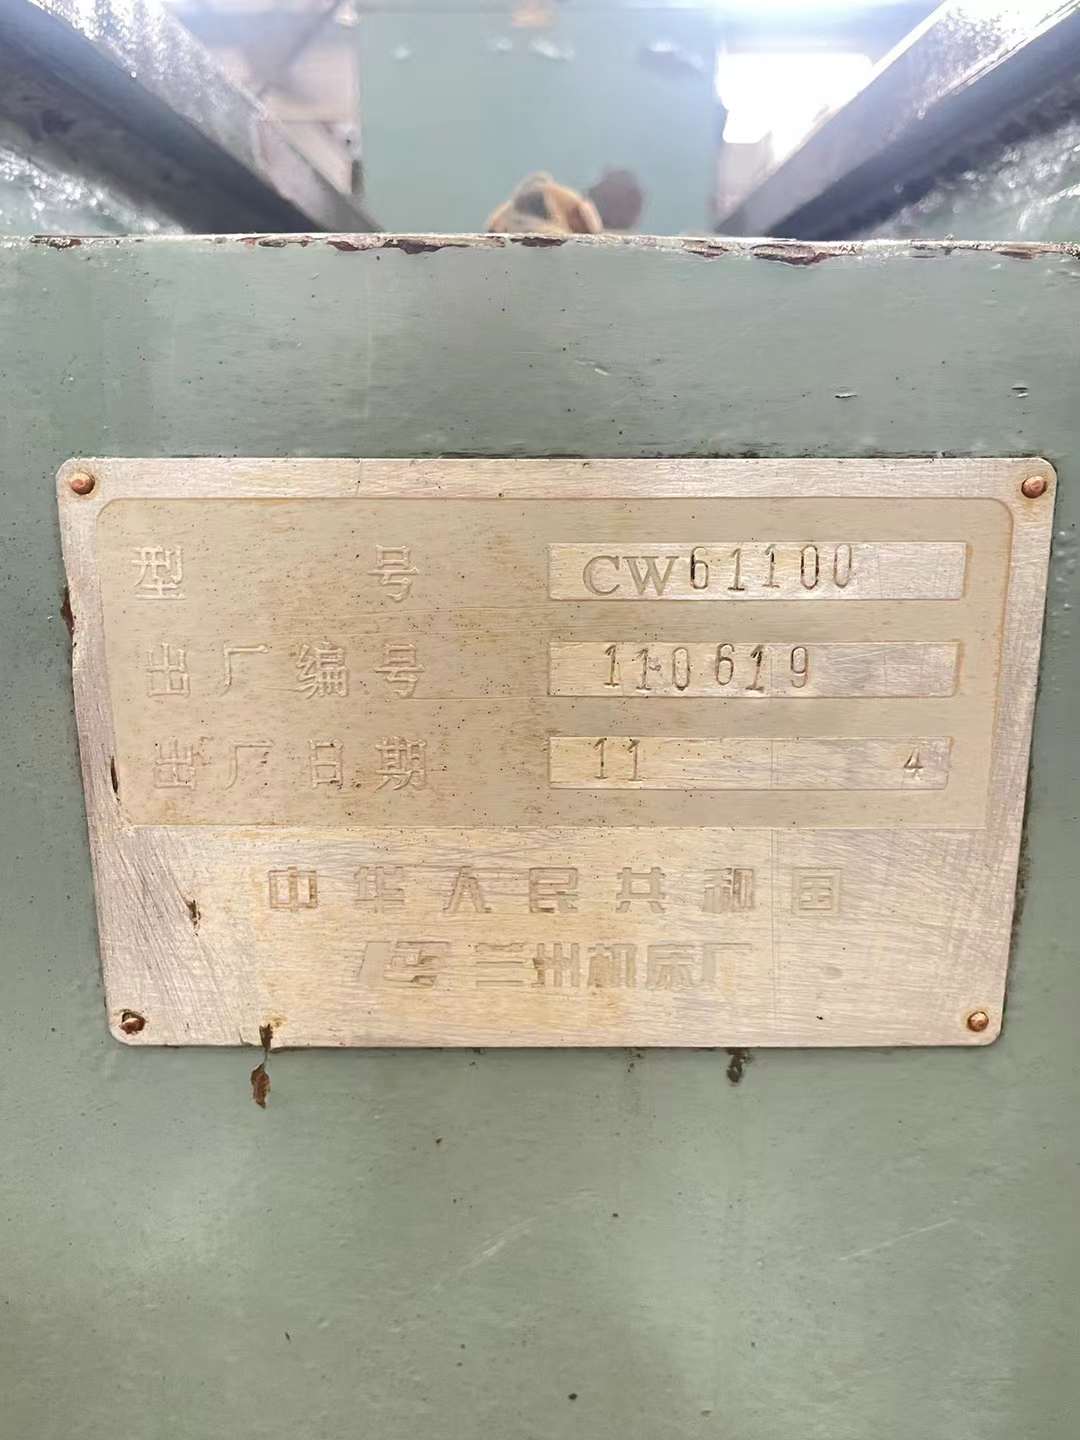 型号 CW61100
出厂编号 110619
出厂日期 11 4
中华人民共和国
兰州机床厂